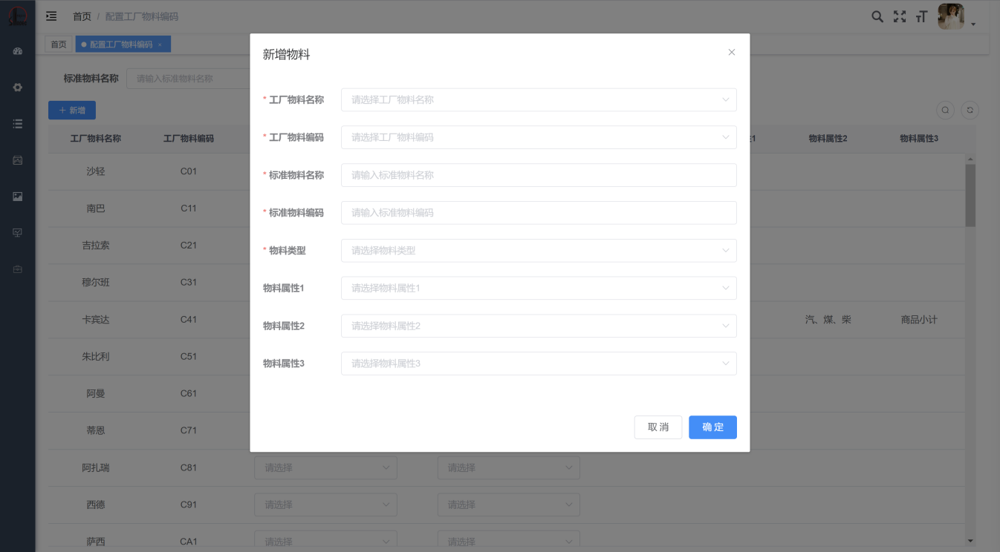 首页 / 配置工厂物料编码
首页 配置工厂物料编码 ×
标准物料名称 请输入标准物料名称
+ 新增
工厂物料名称 工厂物料编码 物料属性2 物料属性3
沙轻 C01
南巴 C11
吉拉索 C21
穆尔班 C31
卡宾达 C41 汽、煤、柴 商品小计
朱比利 C51
阿曼 C61
蒂恩 C71
阿扎瑞 C81 请选择 请选择
西德 C91 请选择 请选择
萨西 CA1 请选择 请选择
新增物料
* 工厂物料名称 请选择工厂物料名称
* 工厂物料编码 请选择工厂物料编码
* 标准物料名称 请输入标准物料名称
* 标准物料编码 请输入标准物料编码
* 物料类型 请选择物料类型
物料属性1 请选择物料属性1
物料属性2 请选择物料属性2
物料属性3 请选择物料属性3
取 消 确 定